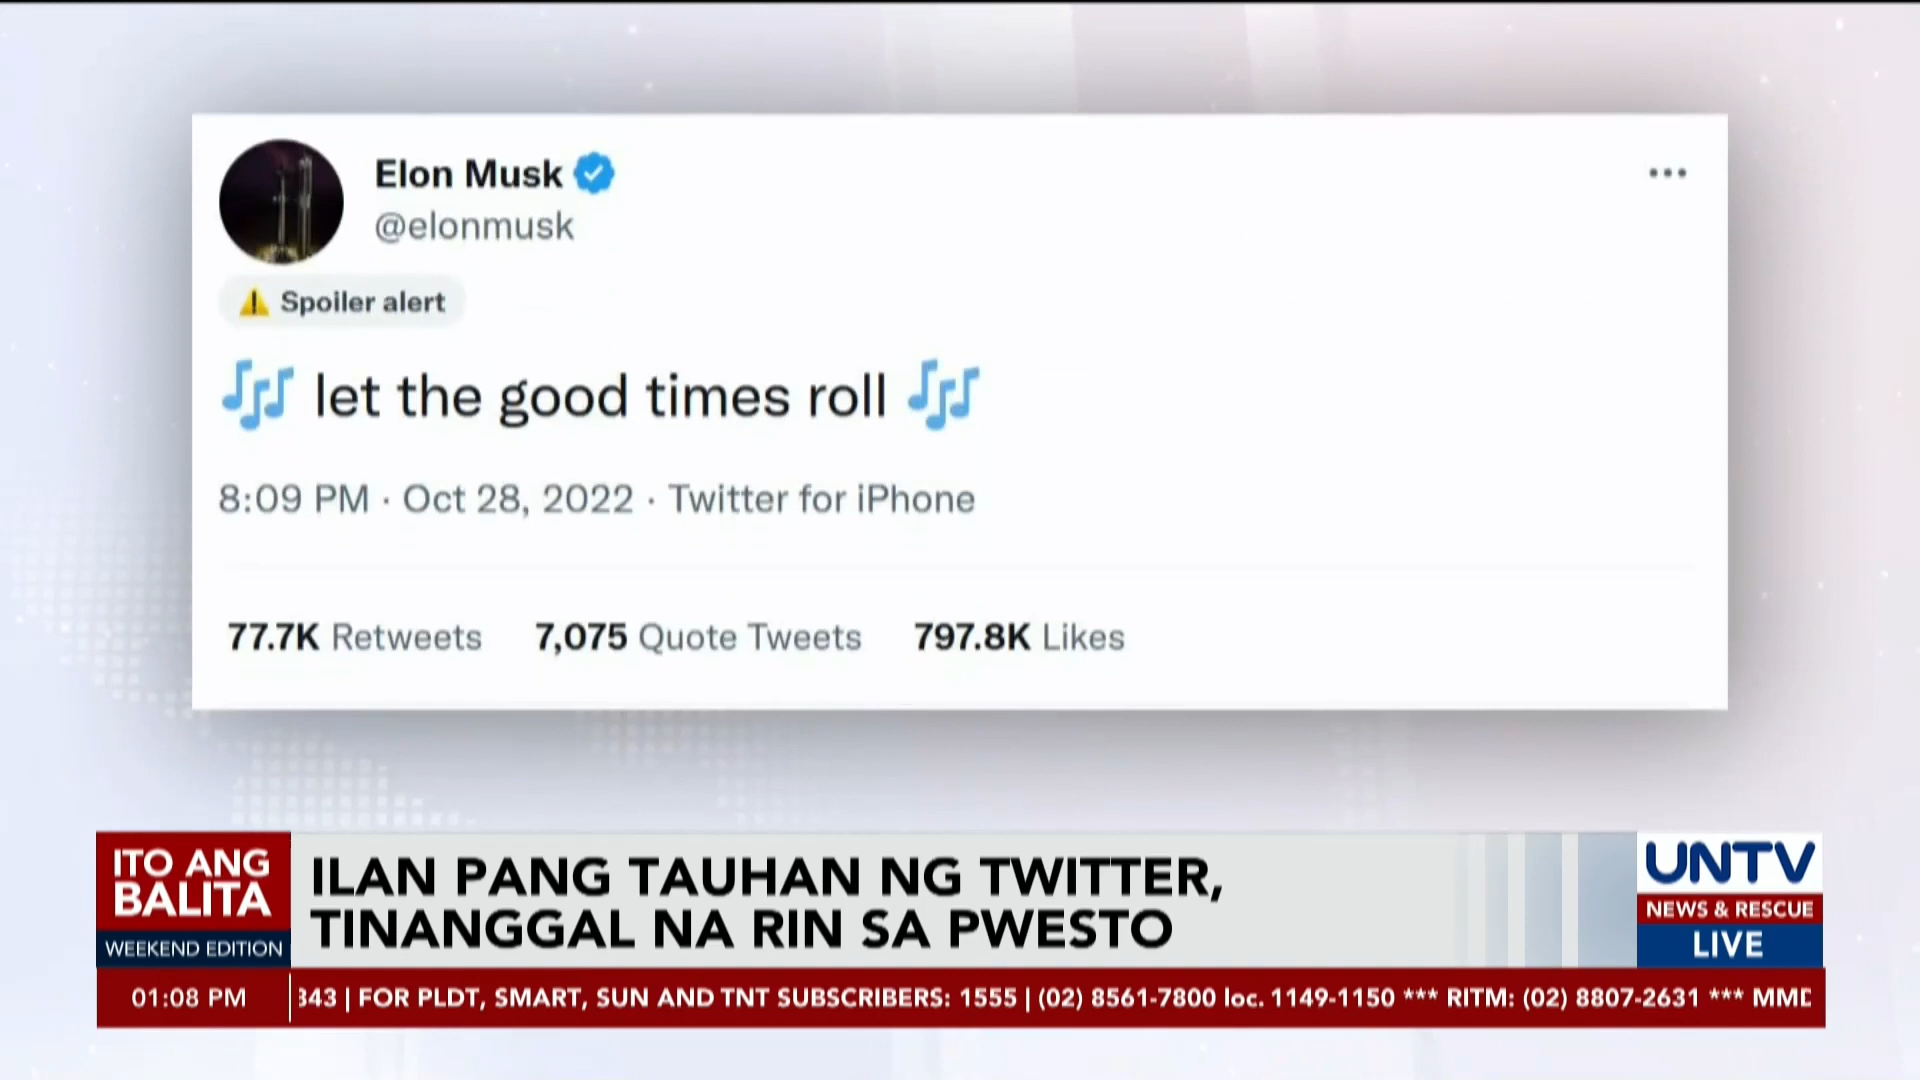 Elon Musk
@elonmusk
⚠️ Spoiler alert
🎶 let the good times roll 🎶
8:09 PM · Oct 28, 2022 · Twitter for iPhone
77.7K Retweets 7,075 Quote Tweets 797.8K Likes
ITO ANG
BALITA
WEEKEND EDITION
ILAN PANG TAUHAN NG TWITTER,
TINANGGAL NA RIN SA PWESTO
UNTV
NEWS & RESCUE
LIVE
01:08 PM
343 | FOR PLDT, SMART, SUN AND TNT SUBSCRIBERS: 1555 | (02) 8561-7800 loc. 1149-1150 *** RITM: (02) 8807-2631 ***